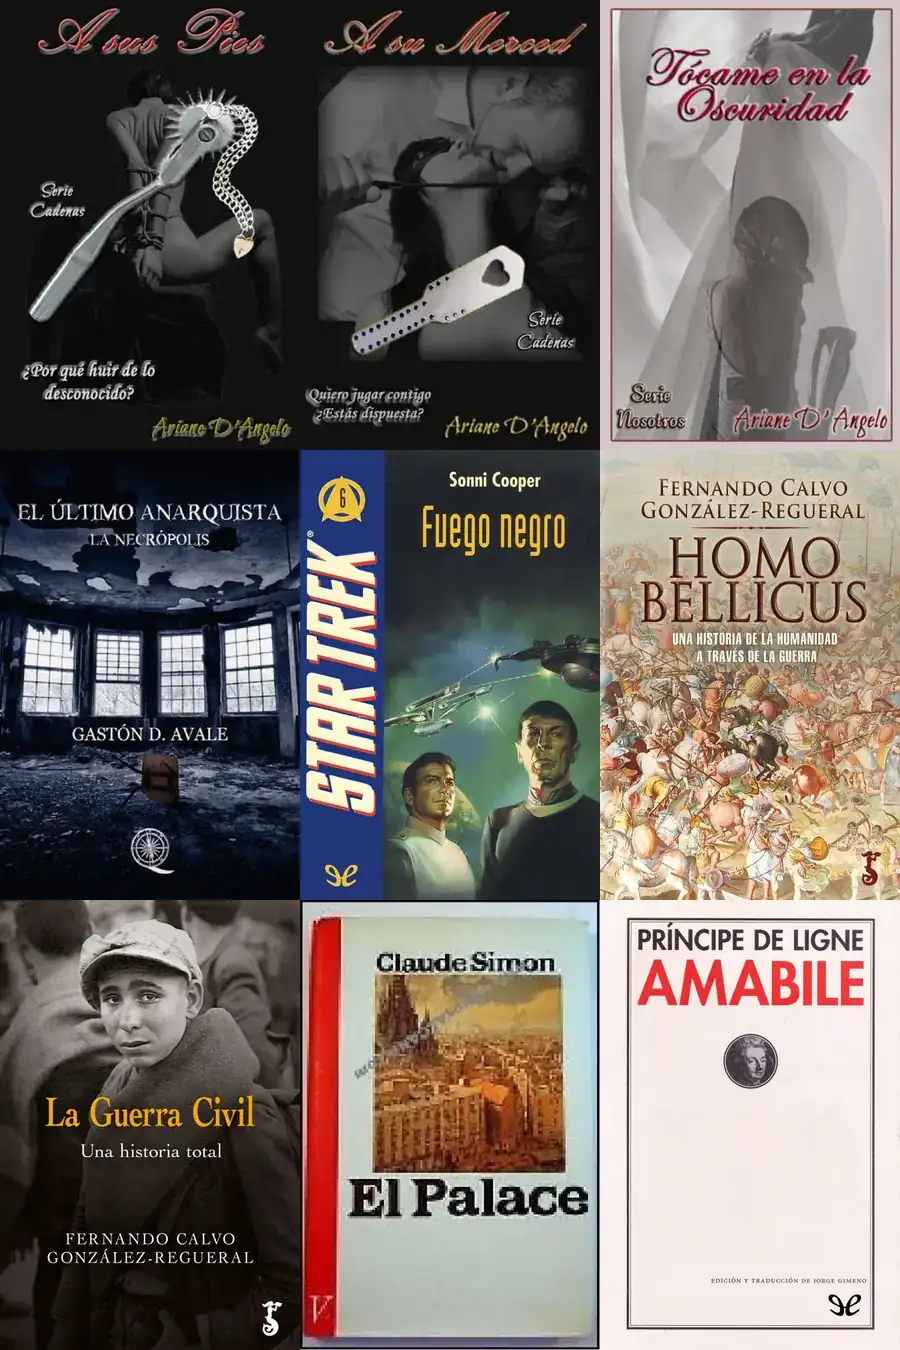 A sus Pies
Serie
Cadenas
¿Por qué huir de lo
desconocido?
Ariane D'Angelo
A su Merced
Serie
Cadenas
Quiero jugar contigo
¿Estás dispuesta?
Ariane D'Angelo
Tócame en la
Oscuridad
Serie
Nosotros
Ariane D' Angelo
EL ÚLTIMO ANARQUISTA
LA NECRÓPOLIS
GASTÓN D. AVALE
6
STAR TREK®
Sonni Cooper
Fuego negro
FERNANDO CALVO
GONZÁLEZ-REGUERAL
HOMO
BELLICUS
UNA HISTORIA DE LA HUMANIDAD
A TRAVÉS DE LA GUERRA
La Guerra Civil
Una historia total
FERNANDO CALVO
GONZÁLEZ-REGUERAL
Claude Simon
El Palace
V
PRÍNCIPE DE LIGNE
AMABILE
EDICIÓN Y TRADUCCIÓN DE JORGE GIMENO